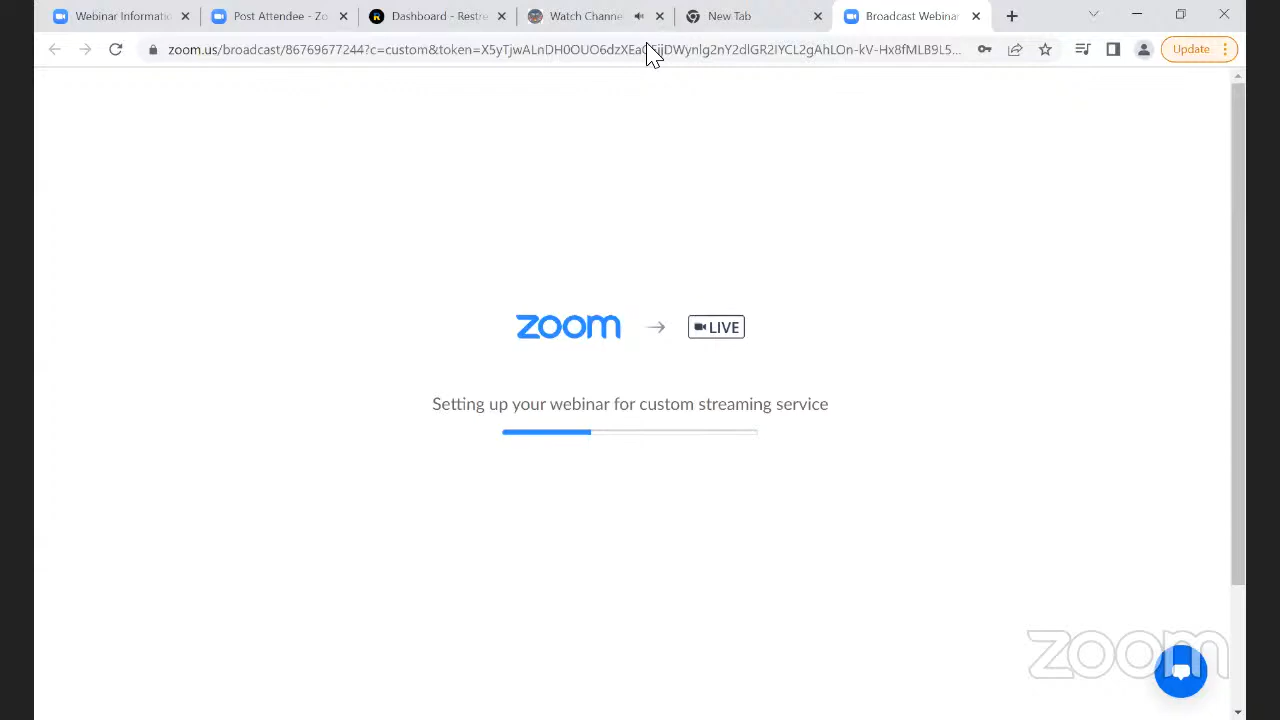 Webinar Informati
Post Attendee - Zo
Dashboard - Restre
Watch Channe
New Tab
Broadcast Webinar
Update
zoom
LIVE
Setting up your webinar for custom streaming service
zoom